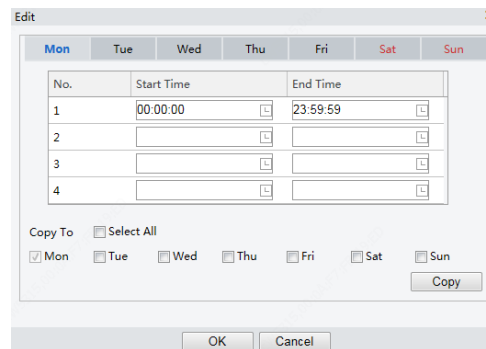 Edit
Mon Tue Wed Thu Fri Sat Sun
No. Start Time End Time
1 00:00:00 23:59:59
2
3
4
Copy To Select All
Mon Tue Wed Thu Fri Sat Sun
Copy
OK Cancel